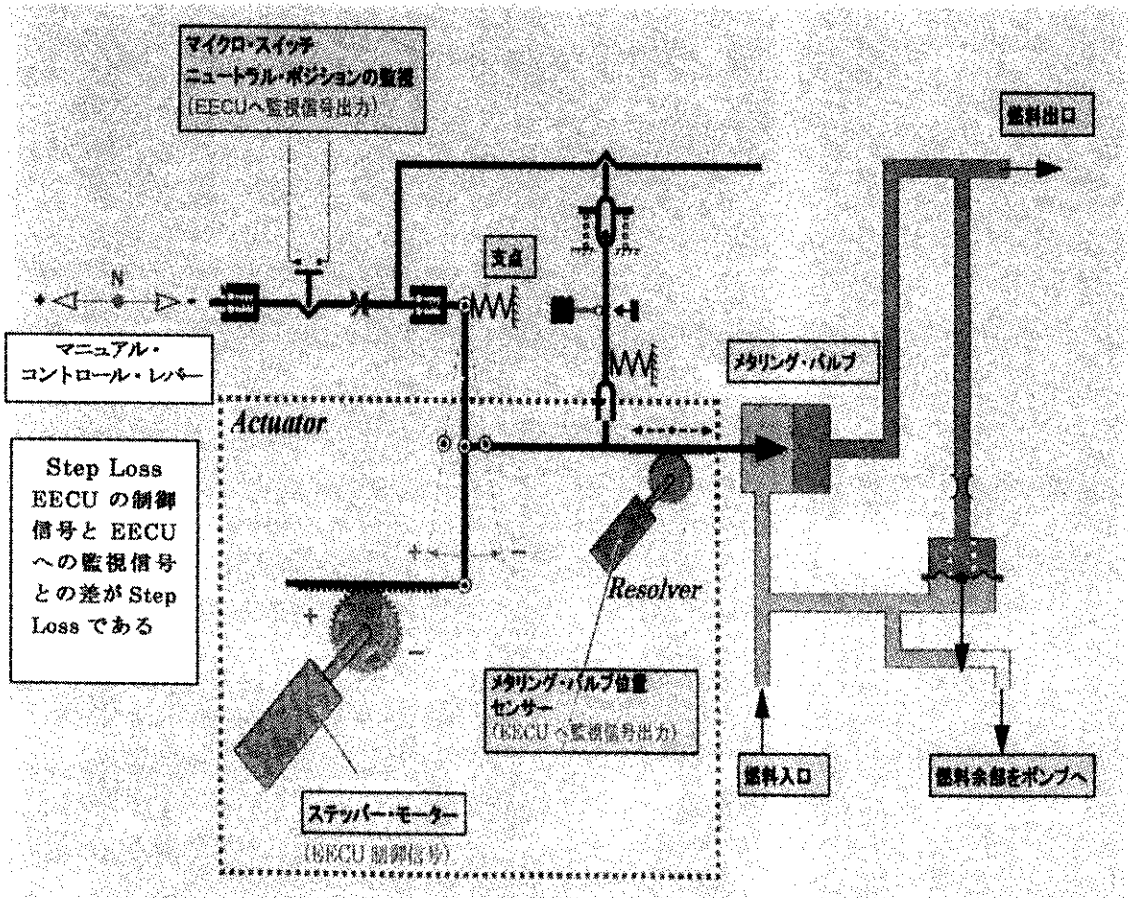 マイクロ・スイッチ
ニュートラル・ポジションの監視
(EECUへ監視信号出力)
燃料出口
支点
+
N
-
マニュアル・
コントロール・レバー
メタリング・バルブ
Actuator
Step Loss
EECU の制御
信号と EECU
への監視信号
との差が Step
Loss である
+
-
Resolver
+
-
メタリング・バルブ位置
センサー
(EECU へ監視信号出力)
燃料入口
燃料余部をポンプへ
ステッパー・モーター
(EECU 制御信号)